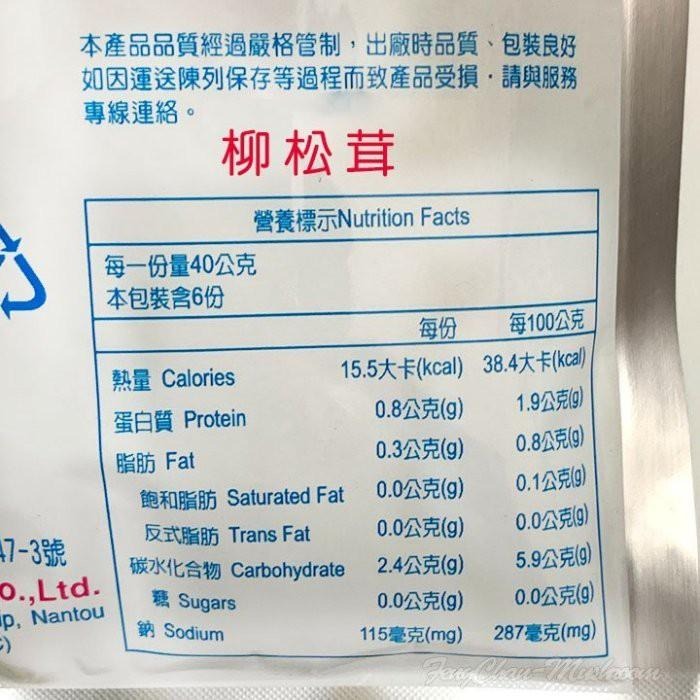 本產品品質經過嚴格管制，出廠時品質、包裝良好
如因運送陳列保存等過程而致產品受損，請與服務
專線連絡。
柳松茸
營養標示Nutrition Facts
每一份量40公克
本包裝含6份
每份 每100公克
熱量 Calories 15.5大卡(kcal) 38.4大卡(kcal)
蛋白質 Protein 0.8公克(g) 1.9公克(g)
脂肪 Fat 0.3公克(g) 0.8公克(g)
飽和脂肪 Saturated Fat 0.0公克(g) 0.1公克(g)
反式脂肪 Trans Fat 0.0公克(g) 0.0公克(g)
碳水化合物 Carbohydrate 2.4公克(g) 5.9公克(g)
糖 Sugars 0.0公克(g) 0.0公克(g)
鈉 Sodium 115毫克(mg) 287毫克(mg)
47-3號
o.,Ltd.
ip, Nantou